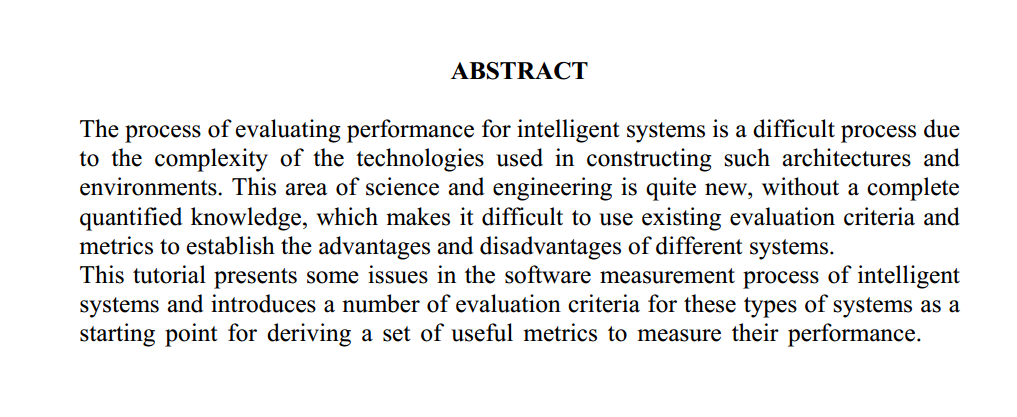 ABSTRACT
The process of evaluating performance for intelligent systems is a difficult process due
to the complexity of the technologies used in constructing such architectures and
environments. This area of science and engineering is quite new, without a complete
quantified knowledge, which makes it difficult to use existing evaluation criteria and
metrics to establish the advantages and disadvantages of different systems.
This tutorial presents some issues in the software measurement process of intelligent
systems and introduces a number of evaluation criteria for these types of systems as a
starting point for deriving a set of useful metrics to measure their performance.